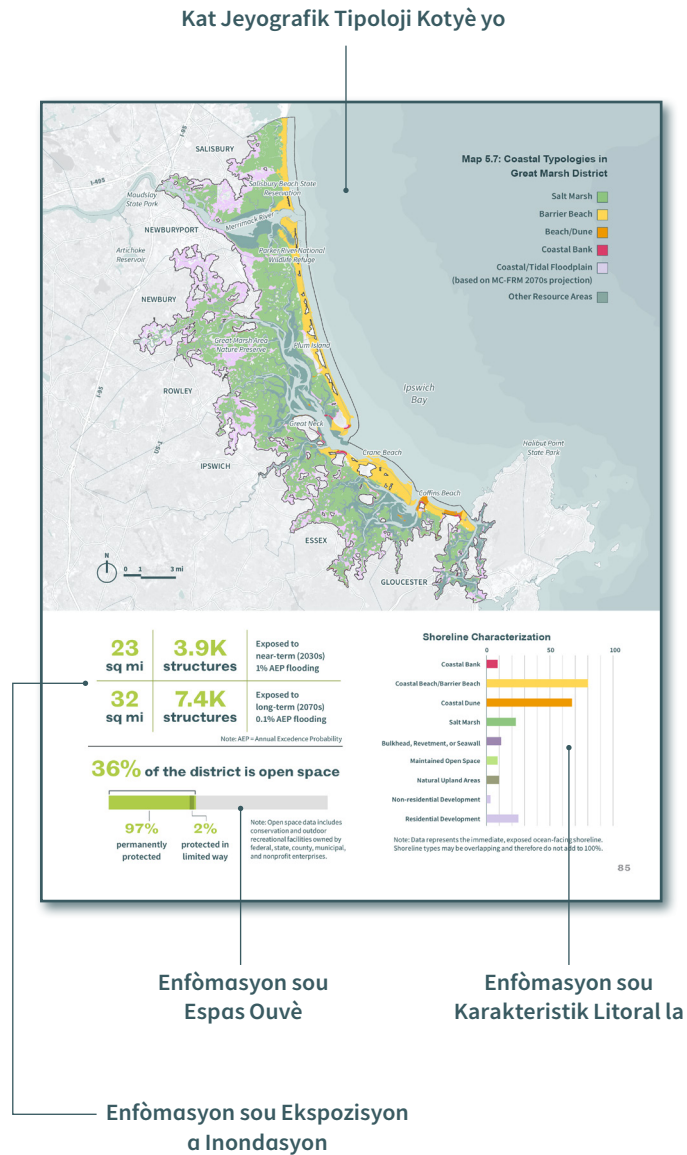 Kat Jeyografik Tipoloji Kotyè yo
Map 5.7: Coastal Typologies in
Great Marsh District
Salt Marsh
Barrier Beach
Beach/Dune
Coastal Bank
Coastal/Tidal Floodplain
(based on MC-FRM 2070s projection)
Other Resource Areas
I-95
SALISBURY
I-495
Maudslay
State Park
Salisbury Beach State
Reservation
Merrimack River
NEWBURYPORT
Artichoke
Reservoir
Parker River National
Wildlife Refuge
NEWBURY
Great Marsh Area
Nature Preserve
Plum Island
I-95
ROWLEY
Ipswich
Bay
US-1
Great Neck
IPSWICH
Crane Beach
Halibut Point
State Park
Coffins Beach
ESSEX
GLOUCESTER
N
0 1 3 mi
23
sq mi
3.9K
structures
Exposed to
near-term (2030s)
1% AEP flooding
32
sq mi
7.4K
structures
Exposed to
long-term (2070s)
0.1% AEP flooding
Note: AEP = Annual Excedence Probability
36% of the district is open space
97%
permanently
protected
2%
protected in
limited way
Note: Open space data includes
conservation and outdoor
recreational facilities owned by
federal, state, county, municipal,
and nonprofit enterprises.
Shoreline Characterization
0 50 100
Coastal Bank
Coastal Beach/Barrier Beach
Coastal Dune
Salt Marsh
Bulkhead, Revetment, or Seawall
Maintained Open Space
Natural Upland Areas
Non-residential Development
Residential Development
Note: Data represents the immediate, exposed ocean-facing shoreline.
Shoreline types may be overlapping and therefore do not add to 100%.
85
Enfòmasyon sou
Espas Ouvè
Enfòmasyon sou
Karakteristik Litoral la
Enfòmasyon sou Ekspozisyon
a Inondasyon